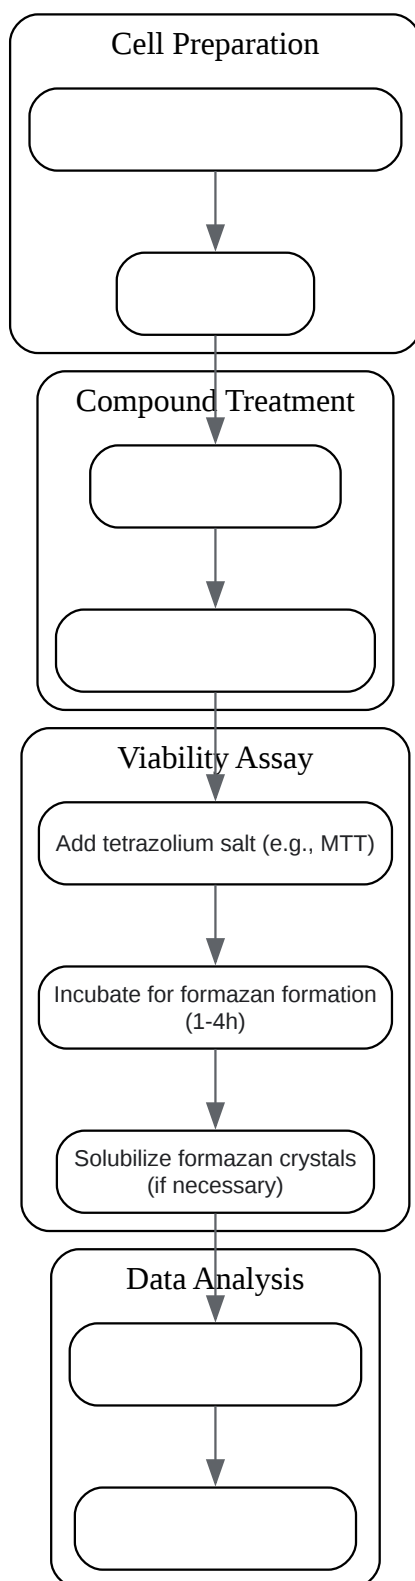 Cell Preparation
Compound Treatment
Viability Assay
Add tetrazolium salt (e.g., MTT)
Incubate for formazan formation
(1-4h)
Solubilize formazan crystals
(if necessary)
Data Analysis